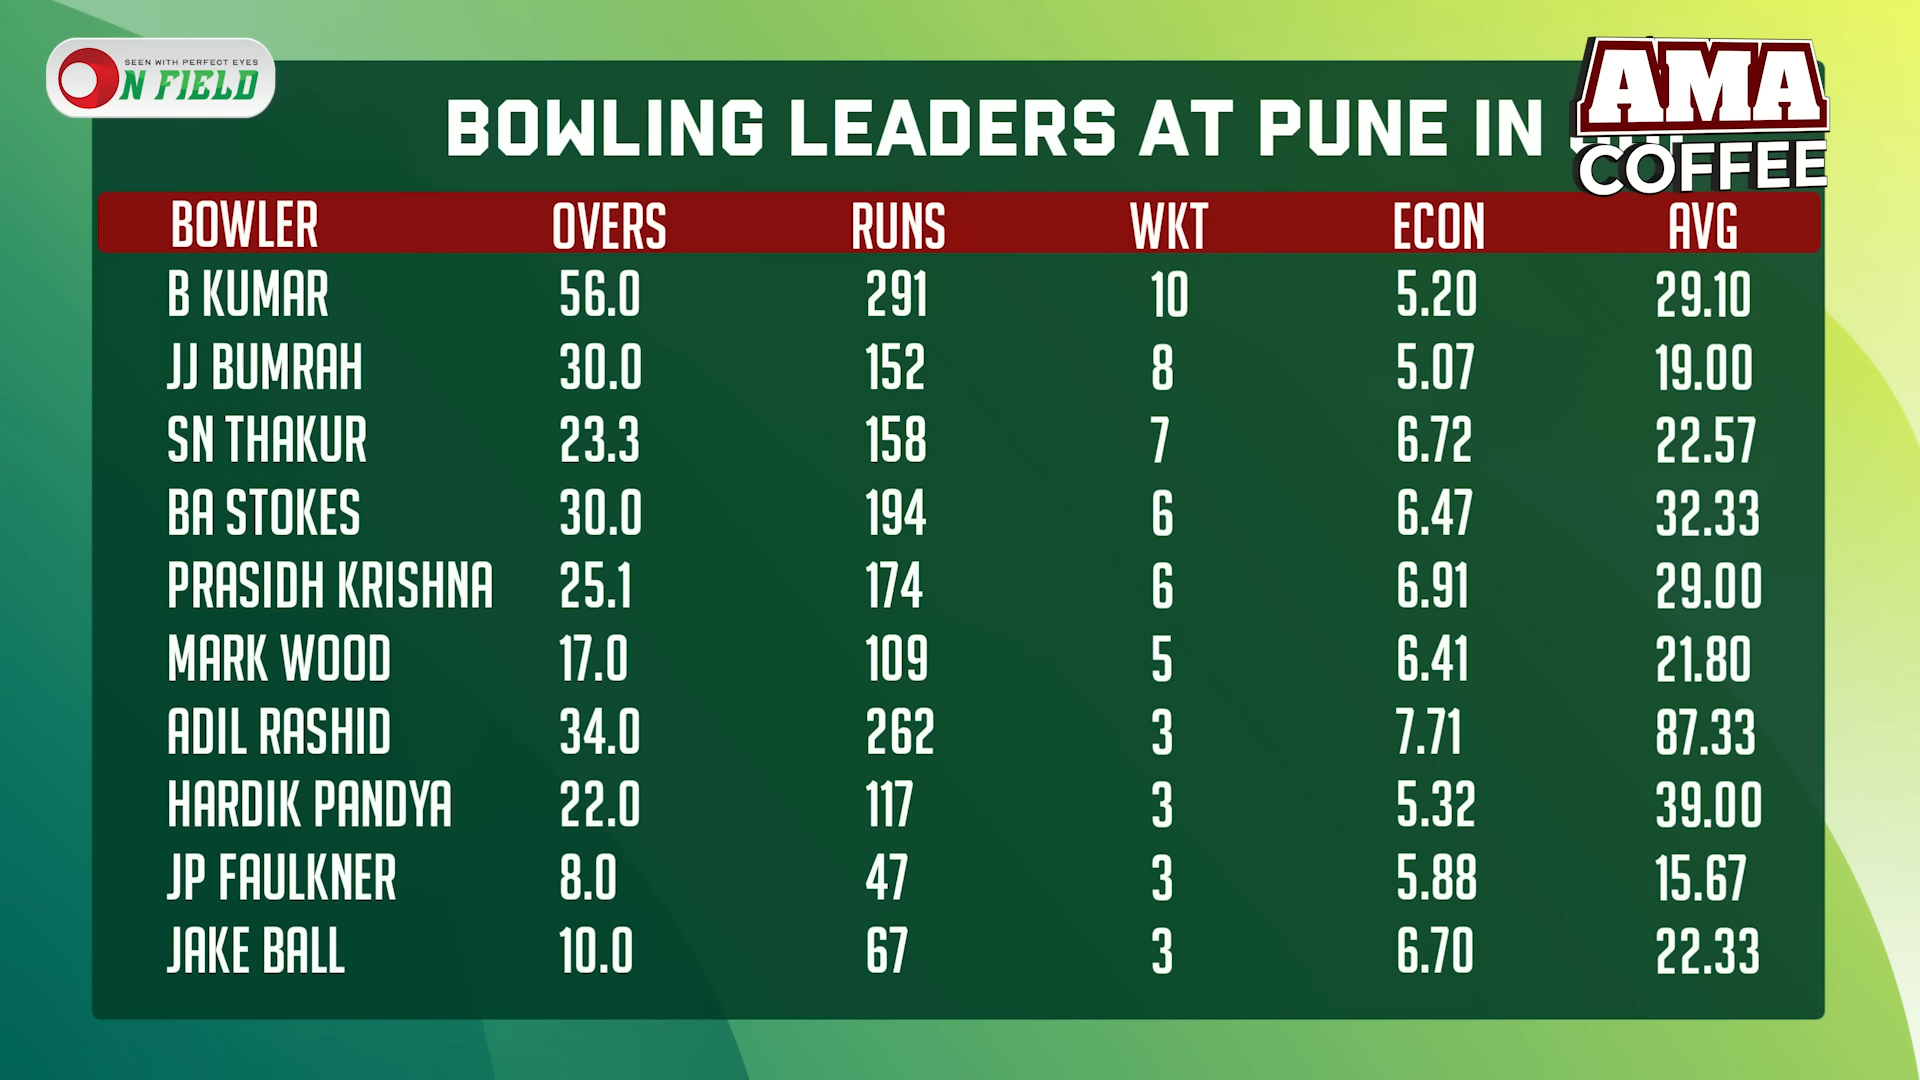 SEEN WITH PERFECT EYES
ON FIELD
AMA
COFFEE
BOWLING LEADERS AT PUNE IN
BOWLER OVERS RUNS WKT ECON AVG
B KUMAR 56.0 291 10 5.20 29.10
JJ BUMRAH 30.0 152 8 5.07 19.00
SN THAKUR 23.3 158 7 6.72 22.57
BA STOKES 30.0 194 6 6.47 32.33
PRASIDH KRISHNA 25.1 174 6 6.91 29.00
MARK WOOD 17.0 109 5 6.41 21.80
ADIL RASHID 34.0 262 3 7.71 87.33
HARDIK PANDYA 22.0 117 3 5.32 39.00
JP FAULKNER 8.0 47 3 5.88 15.67
JAKE BALL 10.0 67 3 6.70 22.33